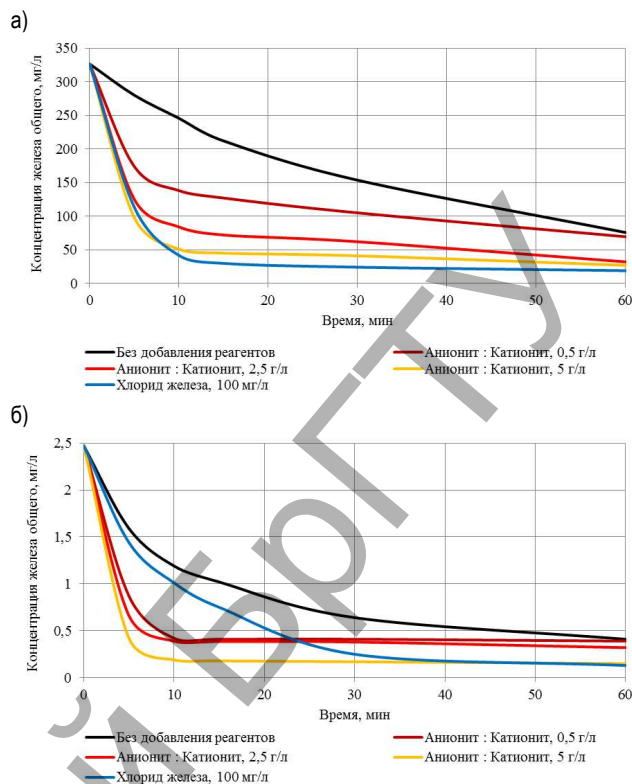 а)
Концентрация железа общего, мг/л
350
300
250
200
150
100
50
0
0 10 20 30 40 50 60
Время, мин
Без добавления реагентов
Анионит : Катионит, 0,5 г/л
Анионит : Катионит, 2,5 г/л
Анионит : Катионит, 5 г/л
Хлорид железа, 100 мг/л
б)
Концентрация железа общего, мг/л
2,5
2
1,5
1
0,5
0
0 10 20 30 40 50 60
Время, мин
Без добавления реагентов
Анионит : Катионит, 0,5 г/л
Анионит : Катионит, 2,5 г/л
Анионит : Катионит, 5 г/л
Хлорид железа, 100 мг/л
й БрГТУ